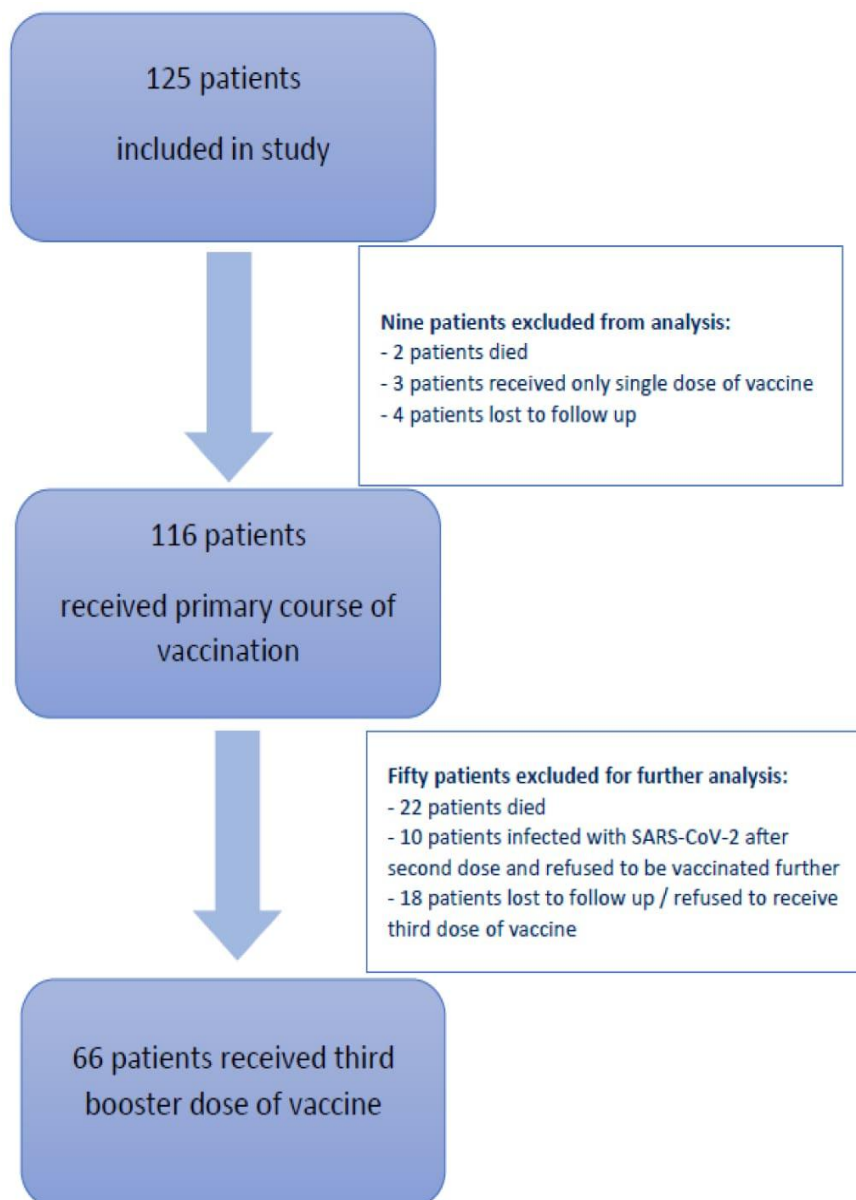 125 patients
included in study
Nine patients excluded from analysis:
- 2 patients died
- 3 patients received only single dose of vaccine
- 4 patients lost to follow up
116 patients
received primary course of
vaccination
Fifty patients excluded for further analysis:
- 22 patients died
- 10 patients infected with SARS-CoV-2 after
second dose and refused to be vaccinated further
- 18 patients lost to follow up / refused to receive
third dose of vaccine
66 patients received third
booster dose of vaccine